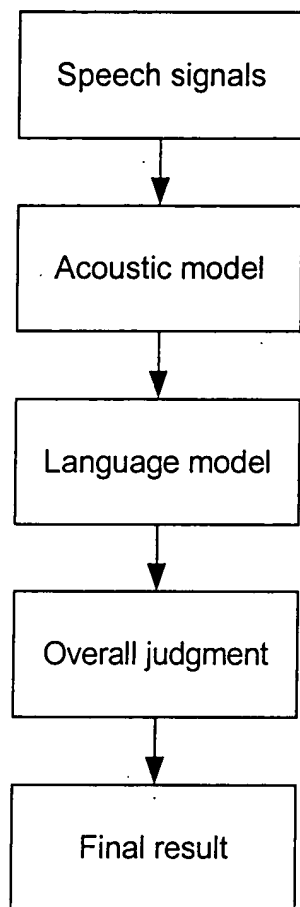 Speech signals
Acoustic model
Language model
Overall judgment
Final result